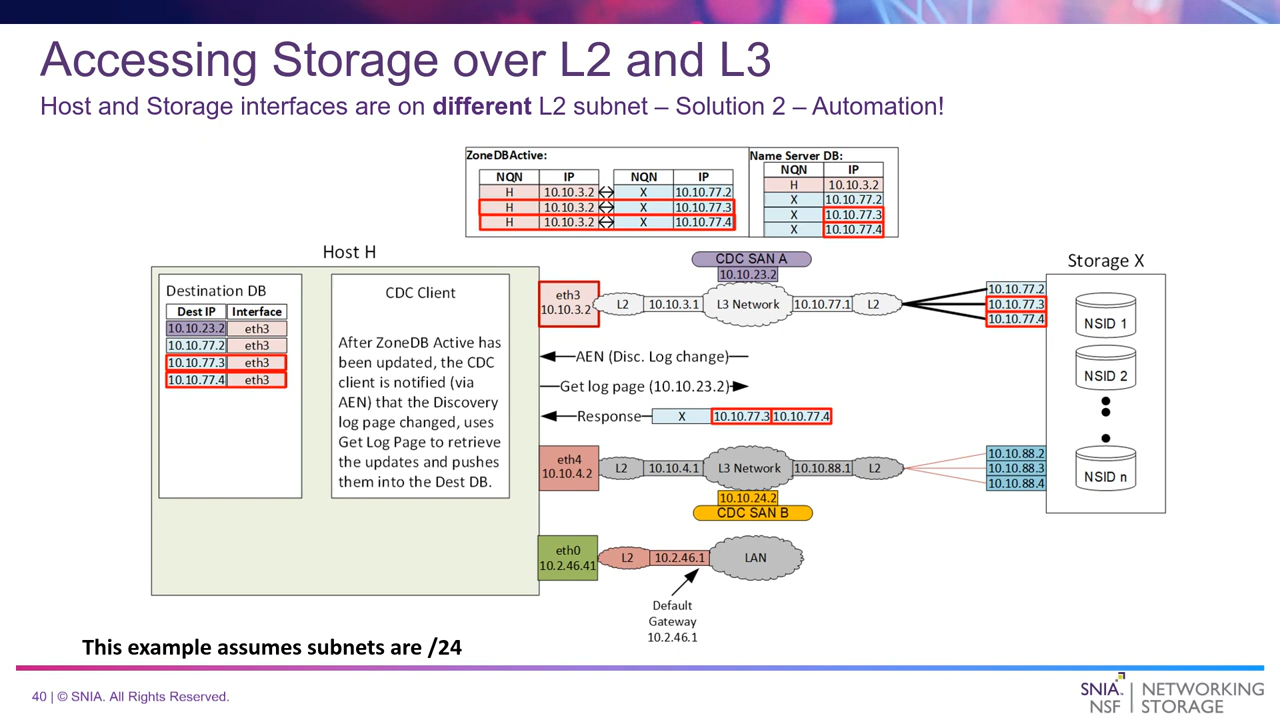 Accessing Storage over L2 and L3
Host and Storage interfaces are on different L2 subnet – Solution 2 – Automation!
ZoneDBActive:
NQN IP NQN IP
H 10.10.3.2 X 10.10.77.2
H 10.10.3.2 X 10.10.77.3
H 10.10.3.2 X 10.10.77.4
Name Server DB:
NQN IP
H 10.10.3.2
X 10.10.77.2
X 10.10.77.3
X 10.10.77.4
Host H
Destination DB
Dest IP Interface
10.10.23.2 eth3
10.10.77.2 eth3
10.10.77.3 eth3
10.10.77.4 eth3
CDC Client
After ZoneDB Active has
been updated, the CDC
client is notified (via
AEN) that the Discovery
log page changed, uses
Get Log Page to retrieve
the updates and pushes
them into the Dest DB.
CDC SAN A
10.10.23.2
eth3
10.10.3.2
L2
10.10.3.1
L3 Network
10.10.77.1
L2
10.10.77.2
10.10.77.3
10.10.77.4
AEN (Disc. Log change)
Get log page (10.10.23.2)
Response
X 10.10.77.3 10.10.77.4
eth4
10.10.4.2
L2
10.10.4.1
L3 Network
10.10.88.1
L2
10.10.88.2
10.10.88.3
10.10.88.4
10.10.24.2
CDC SAN B
Storage X
NSID 1
NSID 2
NSID n
eth0
10.2.46.41
L2
10.2.46.1
LAN
Default
Gateway
10.2.46.1
This example assumes subnets are /24
40 | © SNIA. All Rights Reserved.
SNIA. | NETWORKING
NSF | STORAGE